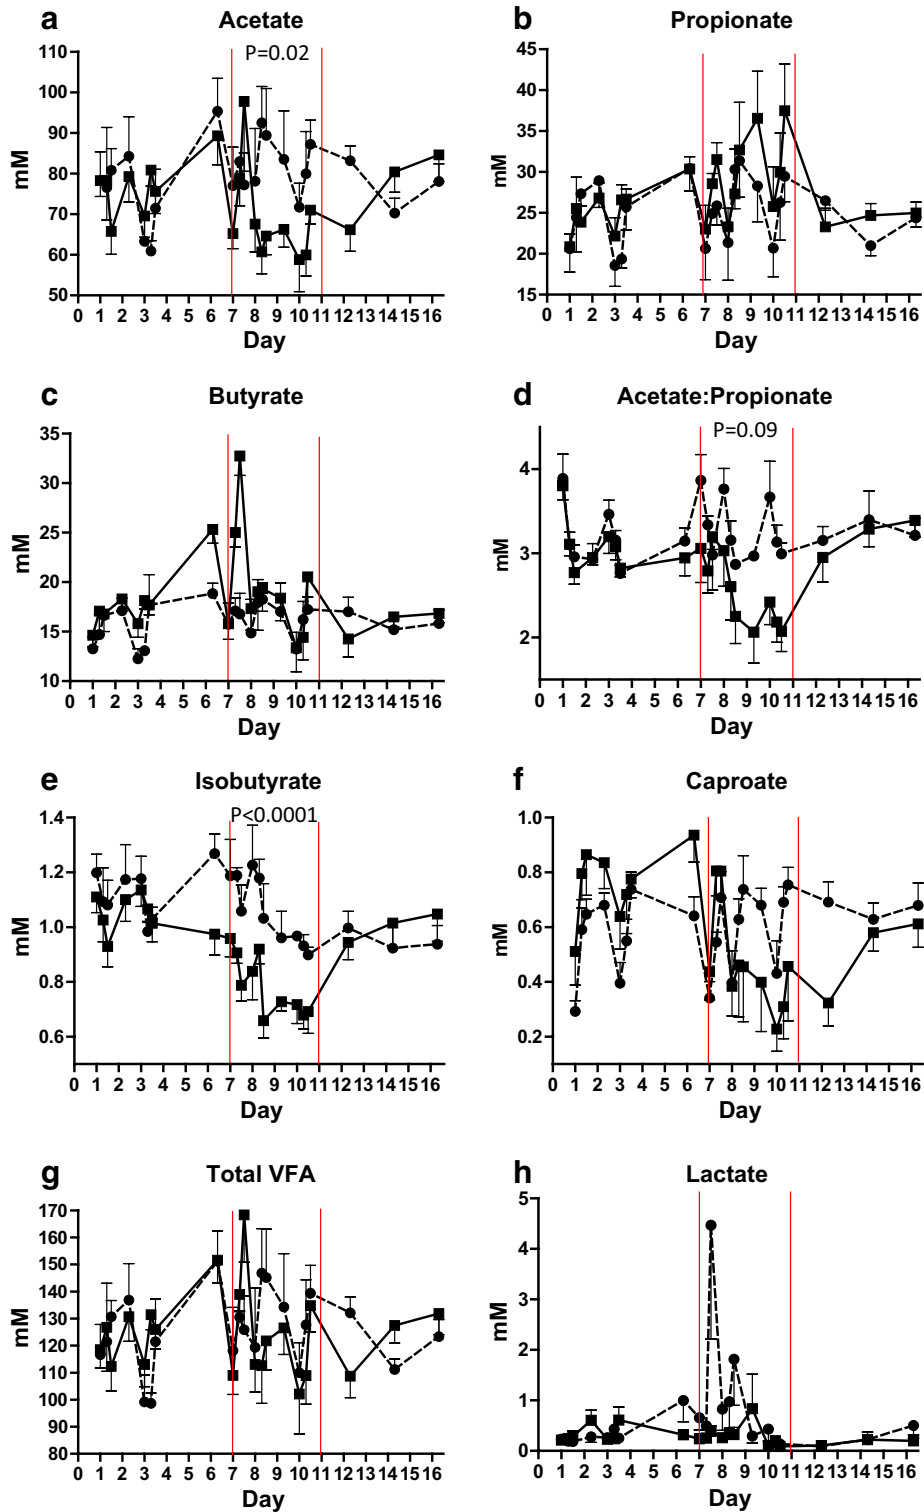 a Acetate
P=0.02
110
100
90
80
70
60
50
mM
0 1 2 3 4 5 6 7 8 9 10 11 12 13 14 15 16
Day
b Propionate
45
40
35
30
25
20
15
mM
0 1 2 3 4 5 6 7 8 9 10 11 12 13 14 15 16
Day
c Butyrate
35
30
25
20
15
10
mM
0 1 2 3 4 5 6 7 8 9 10 11 12 13 14 15 16
Day
d Acetate:Propionate
P=0.09
4
3
2
mM
0 1 2 3 4 5 6 7 8 9 10 11 12 13 14 15 16
Day
e Isobutyrate
P<0.0001
1.4
1.2
1.0
0.8
0.6
mM
0 1 2 3 4 5 6 7 8 9 10 11 12 13 14 15 16
Day
f Caproate
1.0
0.8
0.6
0.4
0.2
mM
0 1 2 3 4 5 6 7 8 9 10 11 12 13 14 15 16
Day
g Total VFA
170
160
150
140
130
120
110
100
90
80
mM
0 1 2 3 4 5 6 7 8 9 10 11 12 13 14 15 16
Day
h Lactate
5
4
3
2
1
0
mM
0 1 2 3 4 5 6 7 8 9 10 11 12 13 14 15 16
Day